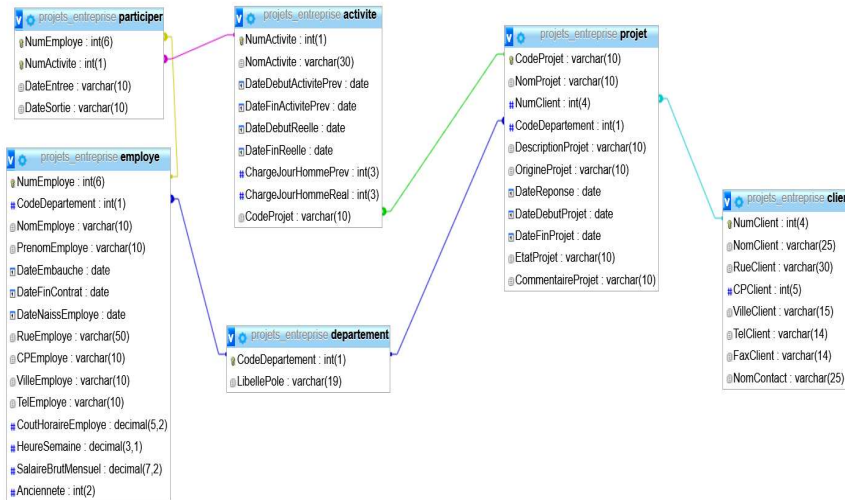 projets_entreprise participer
NumEmploye : int(6)
NumActivite : int(1)
DateEntree : varchar(10)
DateSortie : varchar(10)
projets_entreprise activite
NumActivite : int(1)
NomActivite : varchar(30)
DateDebutActivitePrev : date
DateFinActivitePrev : date
DateDebutReelle : date
DateFinReelle : date
ChargeJourHommePrev : int(3)
ChargeJourHommeReal : int(3)
CodeProjet : varchar(10)
projets_entreprise projet
CodeProjet : varchar(10)
NomProjet : varchar(10)
NumClient : int(4)
CodeDepartement : int(1)
DescriptionProjet : varchar(10)
OrigineProjet : varchar(10)
DateReponse : date
DateDebutProjet : date
DateFinProjet : date
EtatProjet : varchar(10)
CommentaireProjet : varchar(10)
projets_entreprise employe
NumEmploye : int(6)
CodeDepartement : int(1)
NomEmploye : varchar(10)
PrenomEmploye : varchar(10)
DateEmbauche : date
DateFinContrat : date
DateNaissEmploye : date
RueEmploye : varchar(50)
CPEmploye : varchar(10)
VilleEmploye : varchar(10)
TelEmploye : varchar(10)
CoutHoraireEmploye : decimal(5,2)
HeureSemaine : decimal(3,1)
SalaireBrutMensuel : decimal(7,2)
Anciennete : int(2)
projets_entreprise departement
CodeDepartement : int(1)
LibellePole : varchar(19)
projets_entreprise clien
NumClient : int(4)
NomClient : varchar(25)
RueClient : varchar(30)
CPClient : int(5)
VilleClient : varchar(15)
TelClient : varchar(14)
FaxClient : varchar(14)
NomContact : varchar(25)